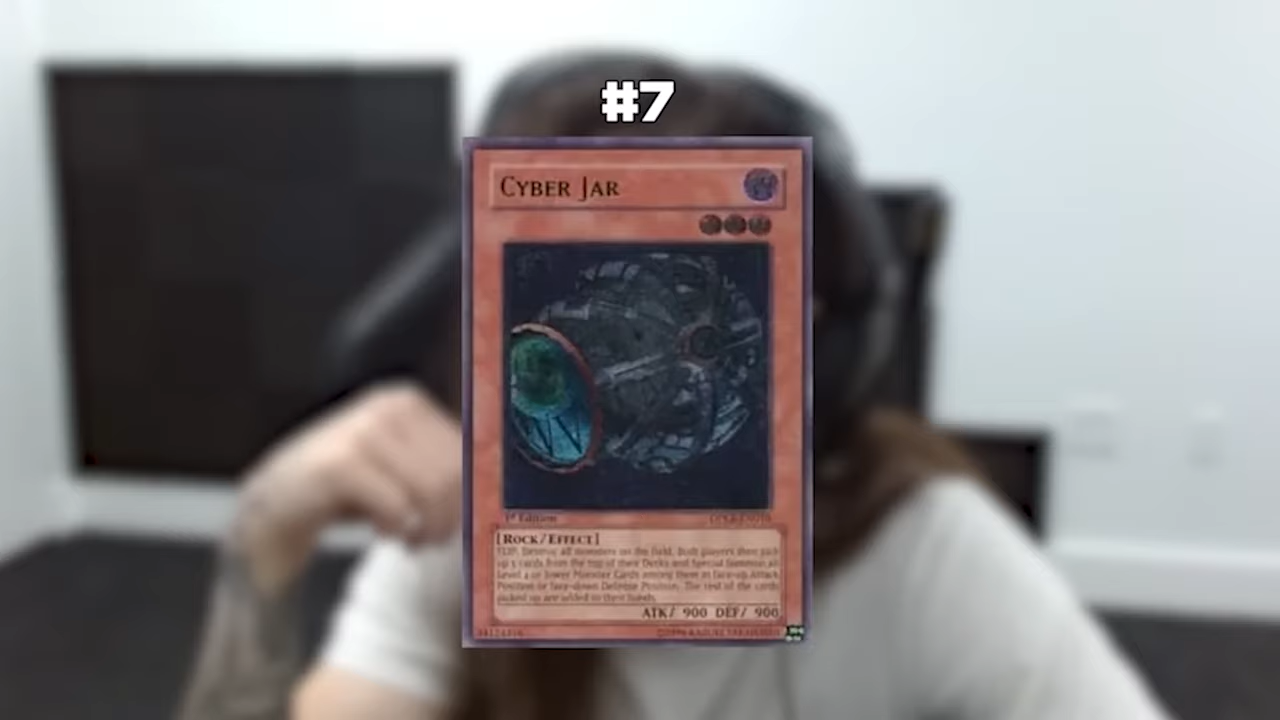 #7
CYBER JAR
1st Edition
[ROCK/EFFECT]
FLIP: Destroy all monsters on the field. Both players then pick
up 5 cards from the top of their Decks and Special Summon all
Level 4 or lower Monster Cards among them in face-up Attack
Position or face-down Defense Position. The rest of the cards
picked up are added to their hands.
ATK/ 900 DEF/ 900